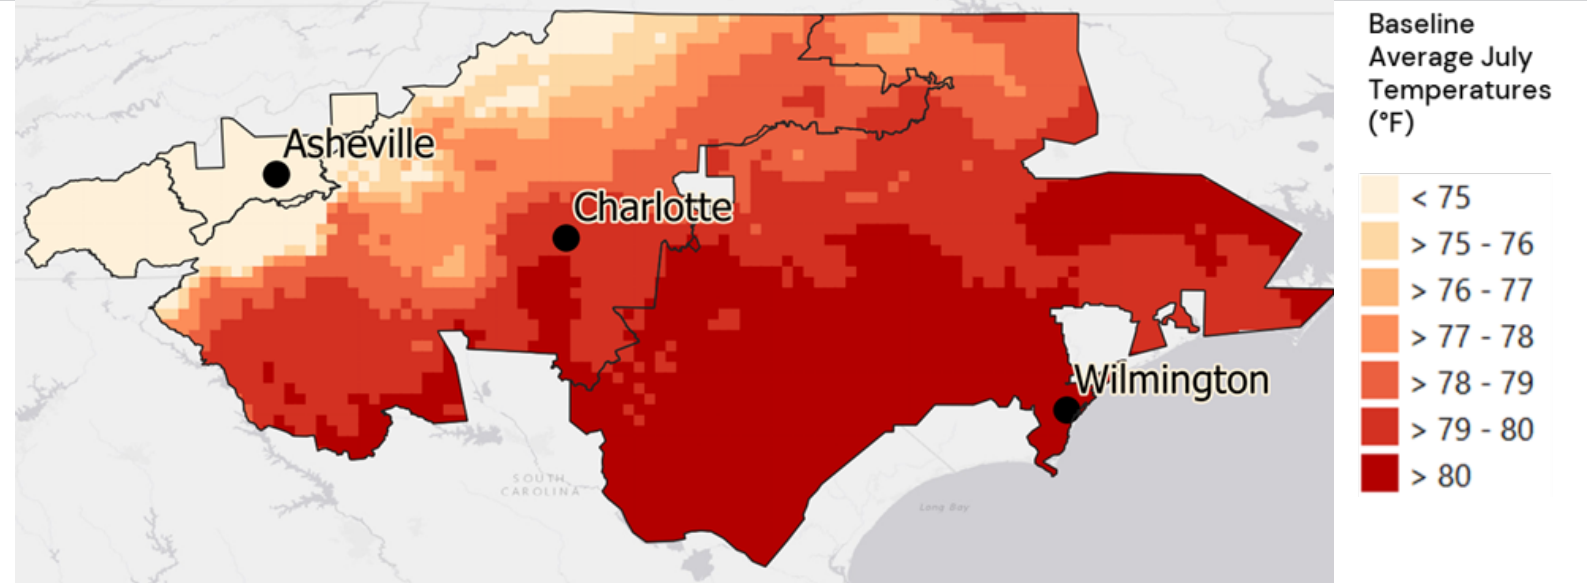 Baseline
Average July
Temperatures
(°F)
< 75
> 75 - 76
> 76 - 77
> 77 - 78
> 78 - 79
> 79 - 80
> 80
Asheville
Charlotte
Wilmington
SOUTH
CAROLINA
Long Bay